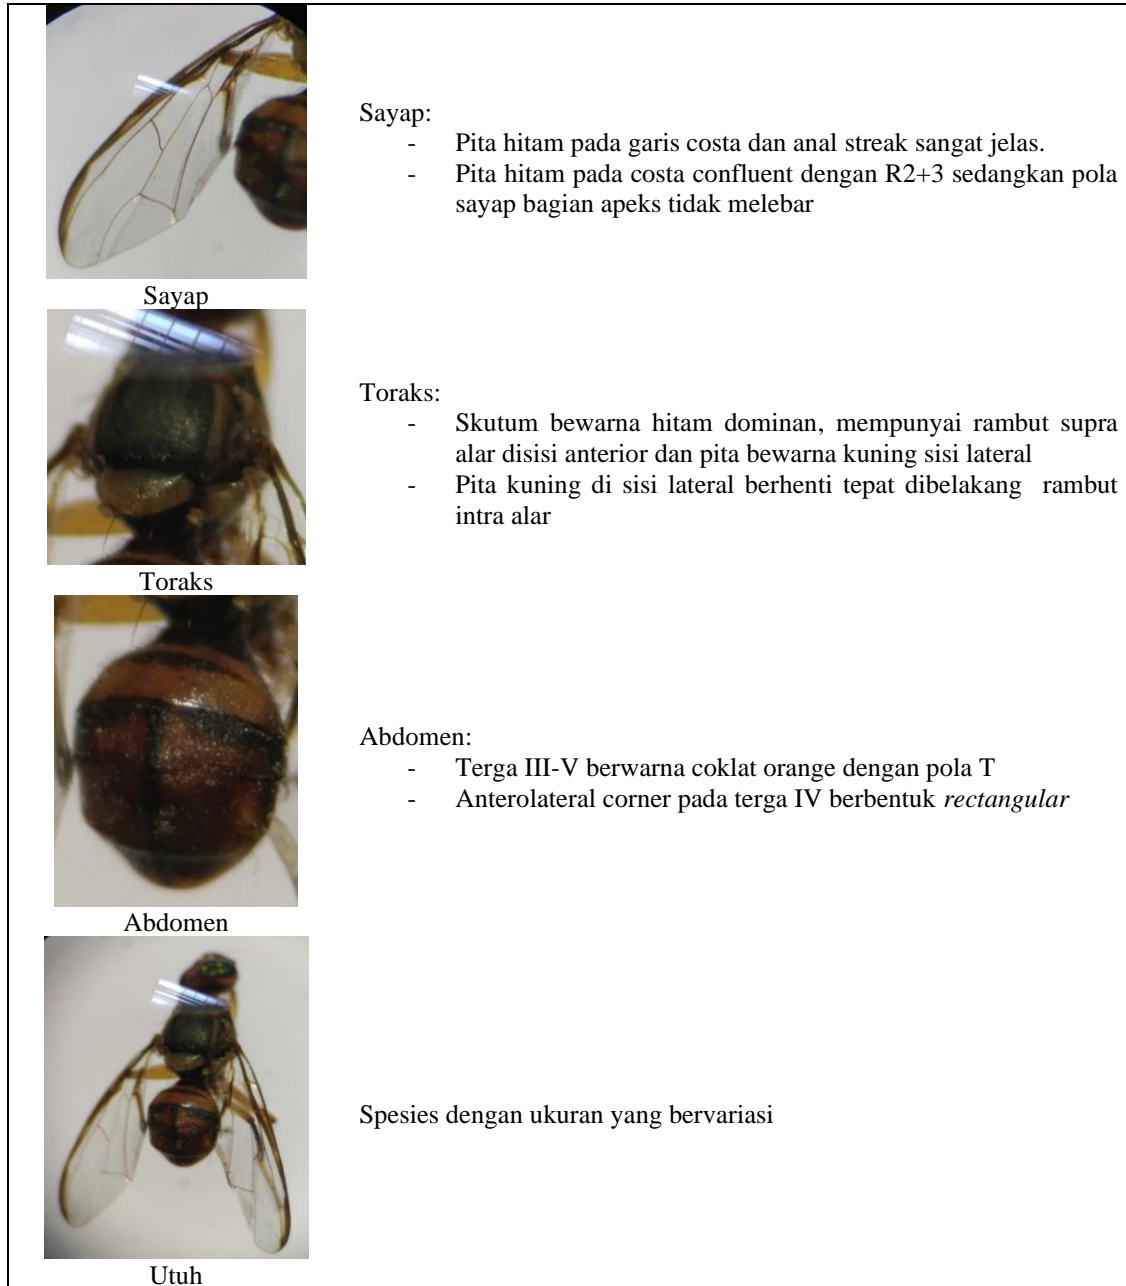 Sayap:
- Pita hitam pada garis costa dan anal streak sangat jelas.
- Pita hitam pada costa confluent dengan R2+3 sedangkan pola
sayap bagian apeks tidak melebar
Sayap
Toraks:
- Skutum bewarna hitam dominan, mempunyai rambut supra
alar disisi anterior dan pita bewarna kuning sisi lateral
- Pita kuning di sisi lateral berhenti tepat dibelakang rambut
intra alar
Toraks
Abdomen:
- Terga III-V berwarna coklat orange dengan pola T
- Anterolateral corner pada terga IV berbentuk rectangular
Abdomen
Spesies dengan ukuran yang bervariasi
Utuh